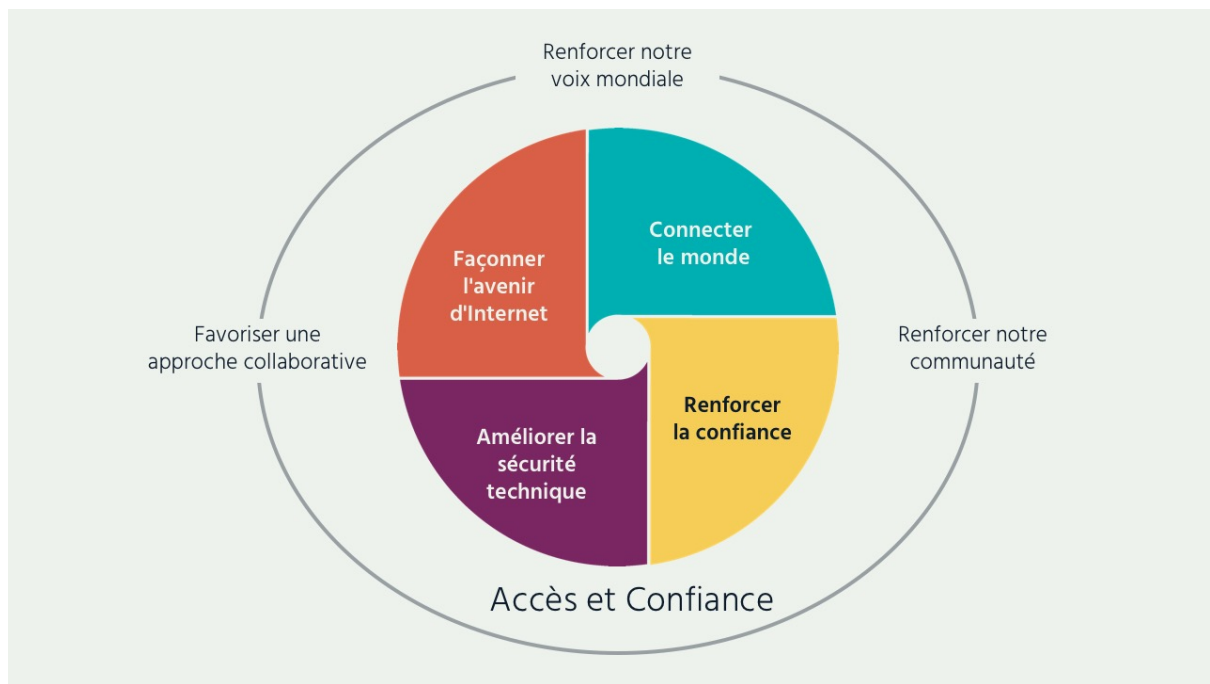 Renforcer notre
voix mondiale
Connecter
le monde
Façonner
l'avenir
d'Internet
Favoriser une
approche collaborative
Renforcer notre
communauté
Renforcer
la confiance
Améliorer la
sécurité
technique
Accès et Confiance